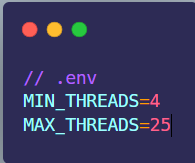 // .env
MIN_THREADS=4
MAX_THREADS=25